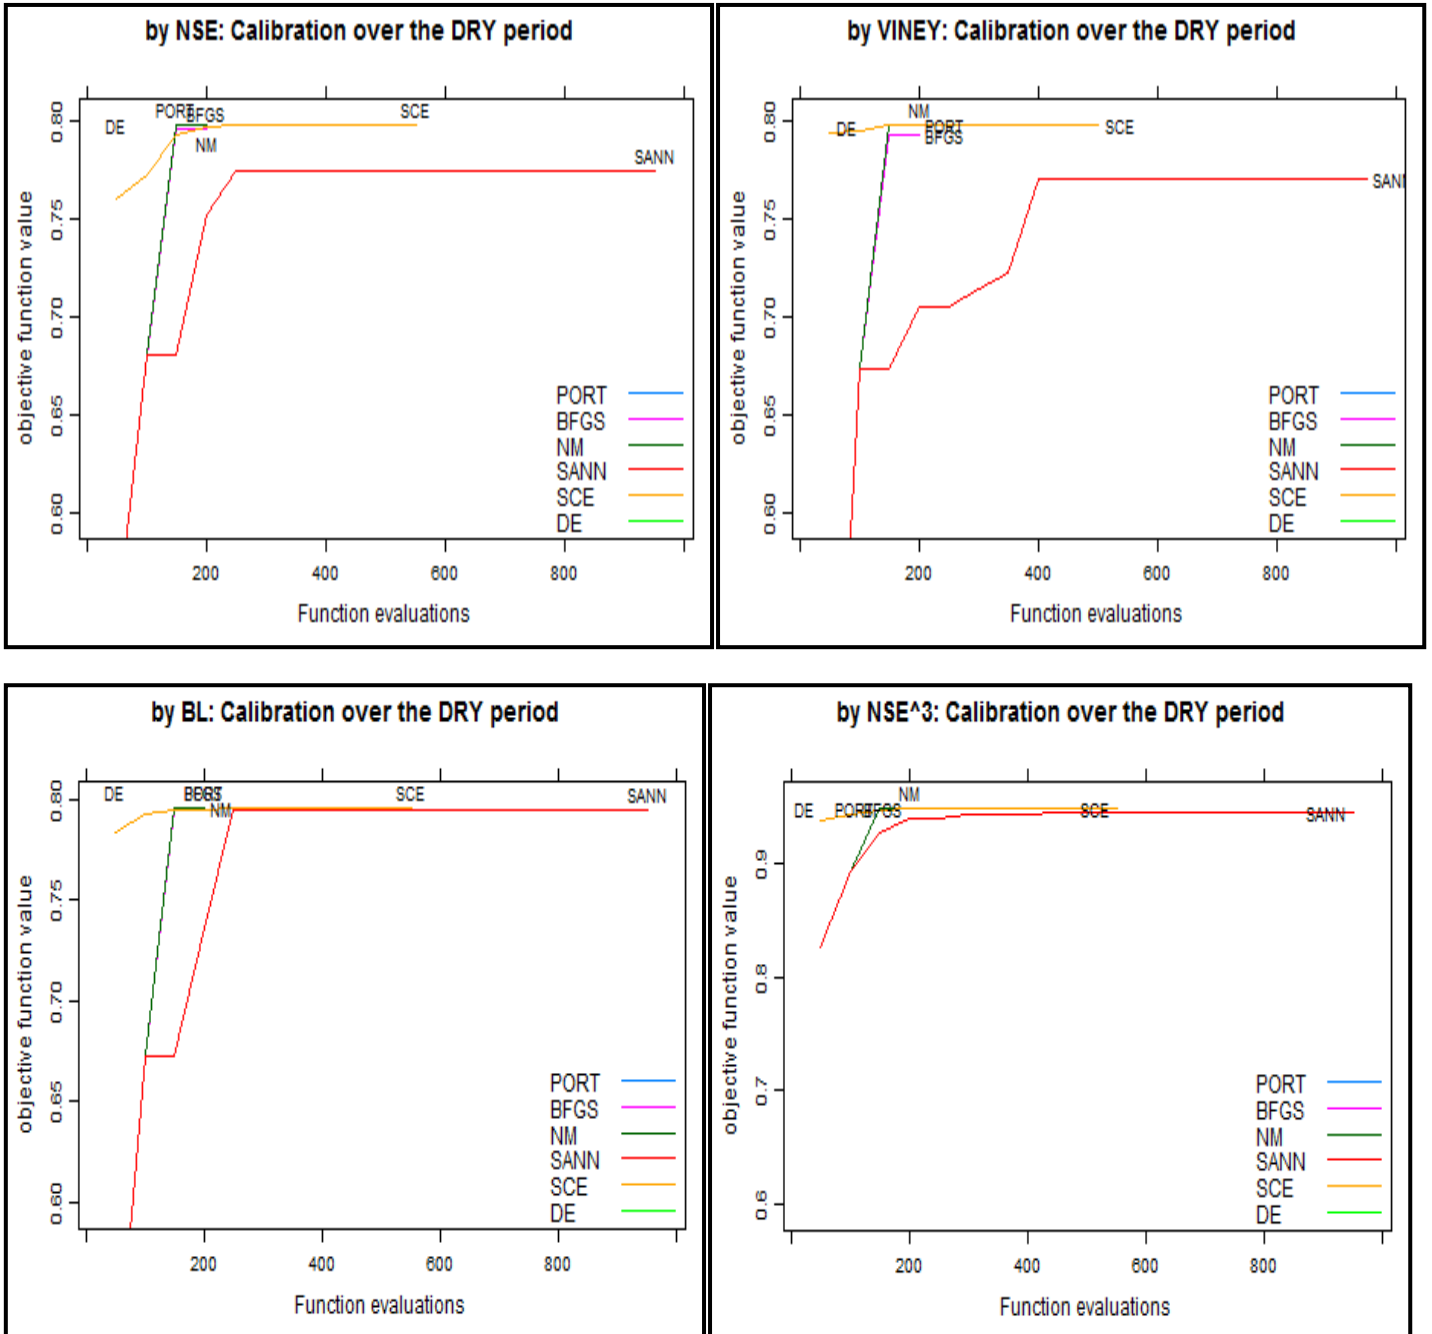 by NSE: Calibration over the DRY period
DE
PORT
BFGS
NM
SCE
SANN
objective function value
0.80
0.75
0.70
0.65
0.60
PORT
BFGS
NM
SANN
SCE
DE
200
400
600
800
Function evaluations
by VINEY: Calibration over the DRY period
DE
NM
PORT
BFGS
SCE
SANN
objective function value
0.80
0.75
0.70
0.65
0.60
PORT
BFGS
NM
SANN
SCE
DE
200
400
600
800
Function evaluations
by BL: Calibration over the DRY period
DE
NM
SCE
SANN
objective function value
0.80
0.75
0.70
0.65
0.60
PORT
BFGS
NM
SANN
SCE
DE
200
400
600
800
Function evaluations
by NSE^3: Calibration over the DRY period
DE
PORT
BFGS
NM
SCE
SANN
objective function value
0.9
0.8
0.7
0.6
PORT
BFGS
NM
SANN
SCE
DE
200
400
600
800
Function evaluations